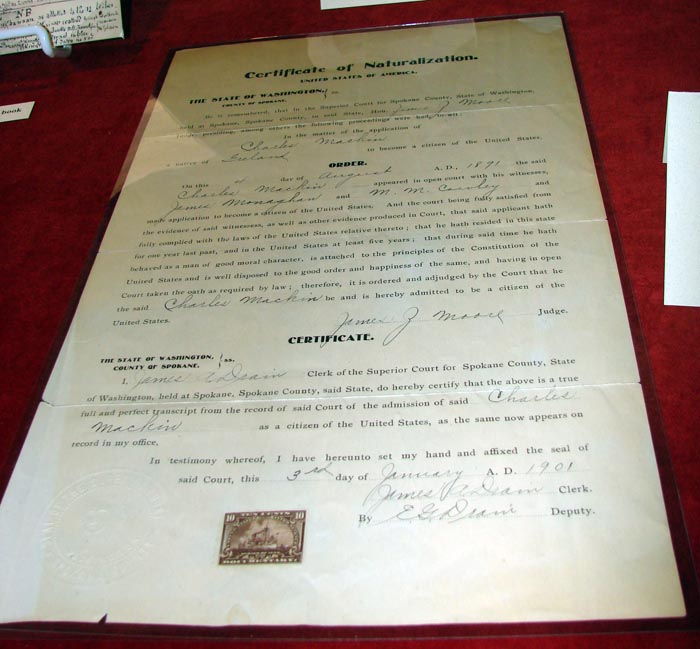 NB
book
Certificate of Naturalization.
UNITED STATES OF AMERICA.
THE STATE OF WASHINGTON, ss.
COUNTY OF SPOKANE.
Be it remembered, that in the Superior Court for Spokane County, State of Washington,
held at Spokane, Spokane County, in said State, Hon. James Z Moore
Judge, presiding, among others the following proceedings were had, to-wit:
In the matter of the application of
Charles Mackin
to become a citizen of the United States.
a native of Ireland
ORDER.
On this day of August A. D., 1891 the said
Charles Mackin appeared in open court with his witnesses,
James Monaghan and M. M. Cowley and
made application to become a citizen of the United States. And the court being fully satisfied from
the evidence of said witnesses, as well as other evidence produced in Court, that said applicant hath
fully complied with the laws of the United States relative thereto; that he hath resided in this state
for one year last past, and in the United States at least five years; that during said time he hath
behaved as a man of good moral character, is attached to the principles of the Constitution of the
United States and is well disposed to the good order and happiness of the same, and having in open
Court taken the oath as required by law; therefore, it is ordered and adjudged by the Court that he
the said Charles Mackin be and is hereby admitted to be a citizen of the
United States.
James Z Moore Judge.
CERTIFICATE.
THE STATE OF WASHINGTON, ss.
COUNTY OF SPOKANE.
I, James Clerk of the Superior Court for Spokane County, State
of Washington, held at Spokane, Spokane County, said State, do hereby certify that the above is a true
full and perfect transcript from the record of said Court of the admission of said Charles
Mackin as a citizen of the United States, as the same now appears on
record in my office.
In testimony whereof, I have hereunto set my hand and affixed the seal of
said Court, this 3rd day of January A. D. 1901
James Clerk.
By Deputy.
10 TEN CENTS 10
DOCUMENTARY